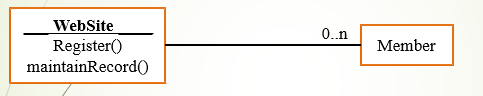 WebSite
Register()
maintainRecord()
0..n
Member